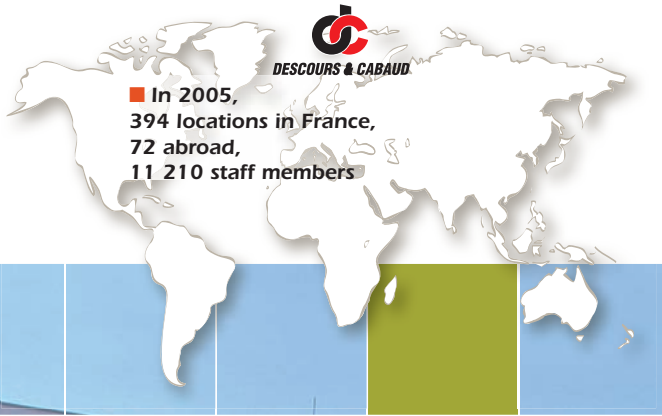 DESCOURS & CABAUD
In 2005,
394 locations in France,
72 abroad,
11 210 staff members